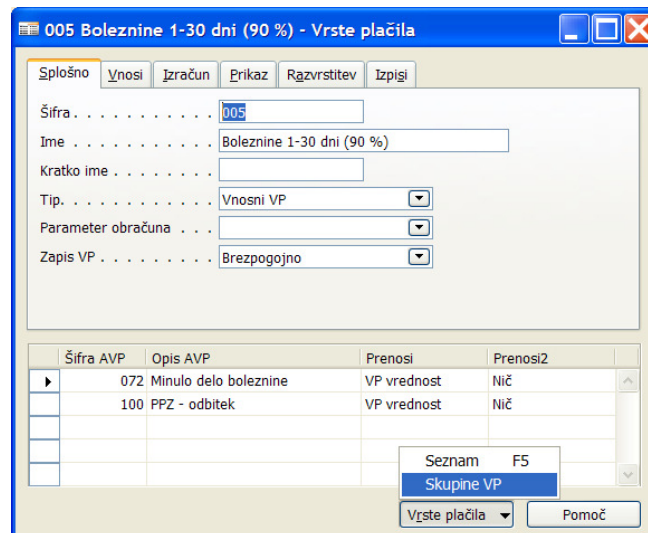 005 Boleznine 1-30 dni (90 %) - Vrste plačila
Splošno Vnosi Izračun Prikaz Razvrstitev Izpisi
Šifra. . . . . . . . . . . 005
Ime . . . . . . . . . . . Boleznine 1-30 dni (90 %)
Kratko ime . . . . . . . .
Tip. . . . . . . . . . . . Vnosni VP
Parameter obračuna . . .
Zapis VP . . . . . . . . . Brezpogojno
Šifra AVP Opis AVP Prenosi Prenosi2
072 Minulo delo boleznine VP vrednost Nič
100 PPZ - odbitek VP vrednost Nič
Seznam F5
Skupine VP
Vrste plačila Pomoč